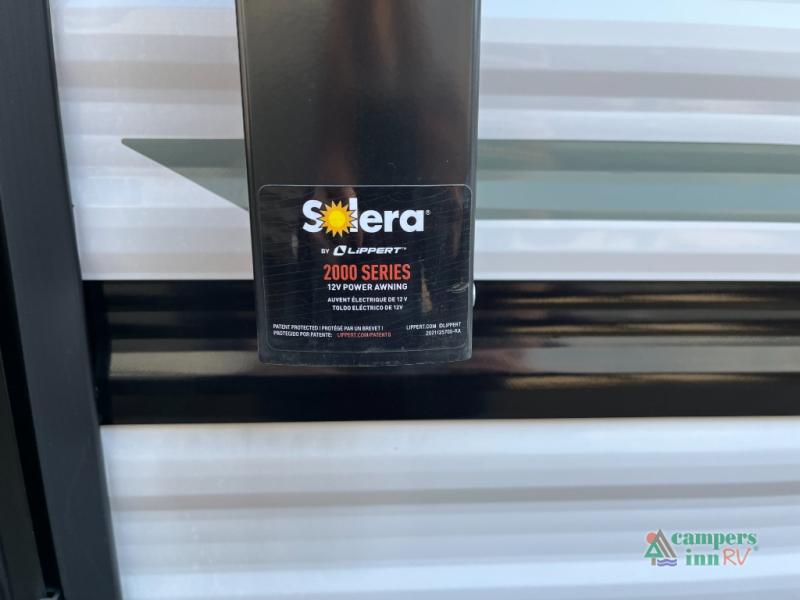 Solera®
BY LIPPERT™
2000 SERIES
12V POWER AWNING
AUVENT ÉLECTRIQUE DE 12 V
TOLDO ELÉCTRICO DE 12V
PATENT PROTECTED | PROTÉGÉ PAR UN BREVET |
PROTEGIDO POR PATENTE: LIPPERT.COM/PATENTS
LIPPERT.COM ©LIPPERT
campers
inn RV®